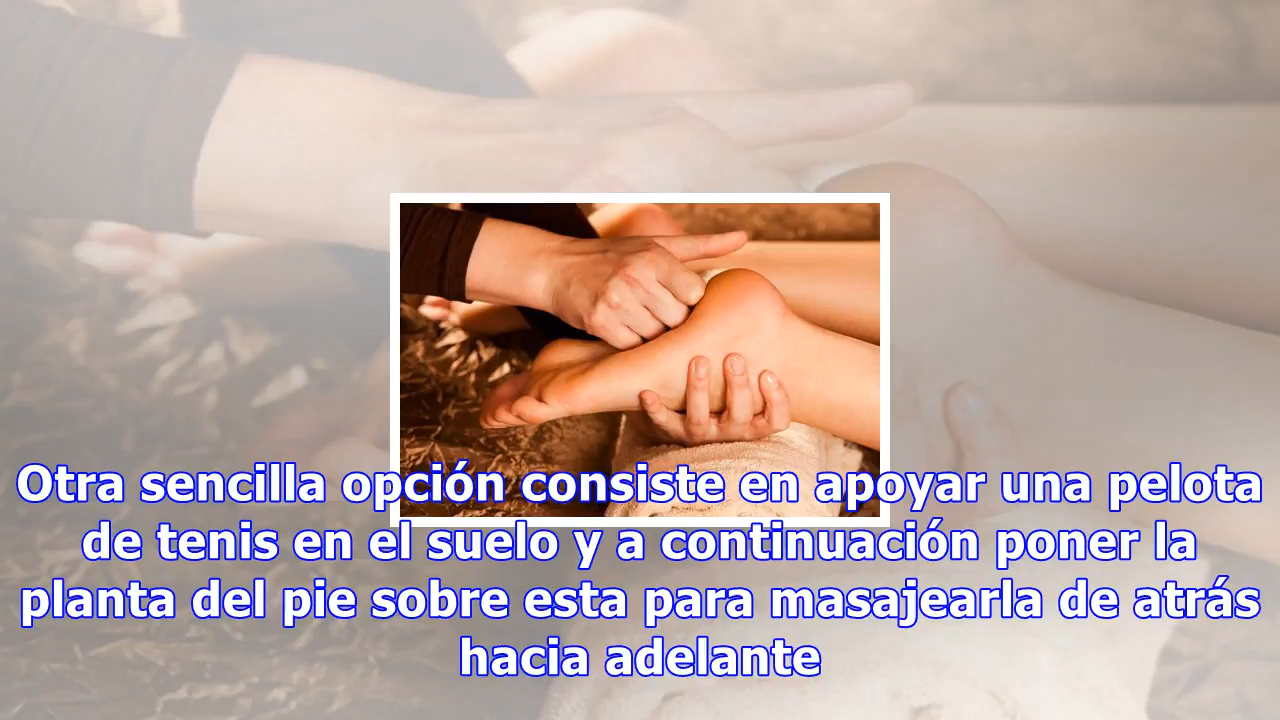 Otra sencilla opción consiste en apoyar una pelota
de tenis en el suelo y a continuación poner la
planta del pie sobre esta para masajearla de atrás
hacia adelante